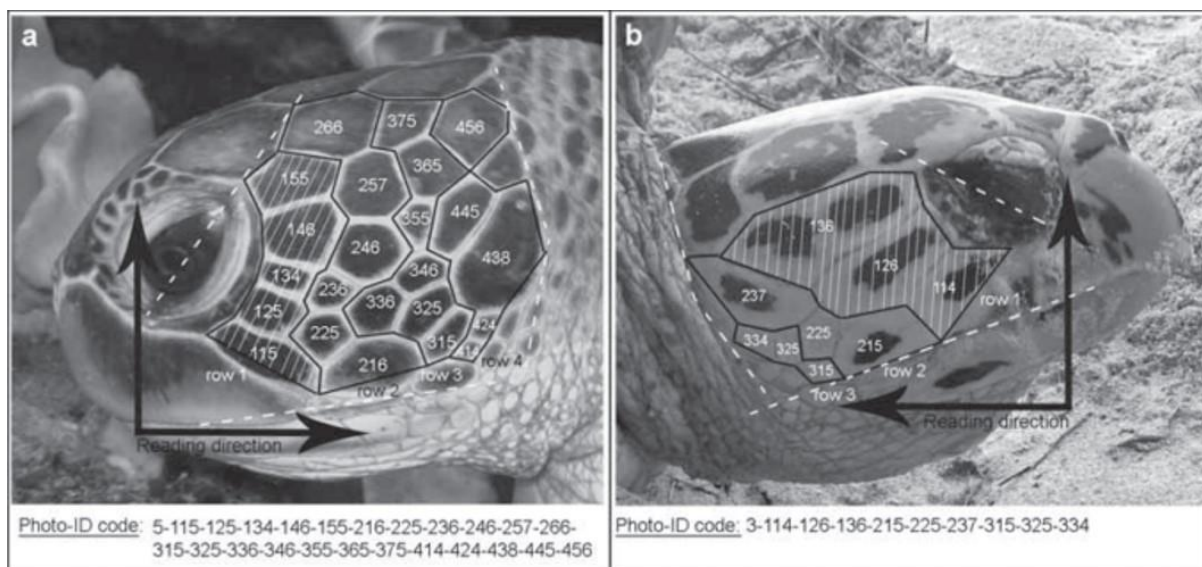 a
266
375
456
155
257
365
355
445
146
246
438
134
236
346
125
336
325
225
424
315
115
216
414
row 1
row 2
row 3
row 4
Reading direction
Photo-ID code: 5-115-125-134-146-155-216-225-236-246-257-266-
315-325-336-346-355-365-375-414-424-438-445-456
b
136
126
114
237
row 1
225
334
325
215
315
row 3
Reading direction
Photo-ID code: 3-114-126-136-215-225-237-315-325-334